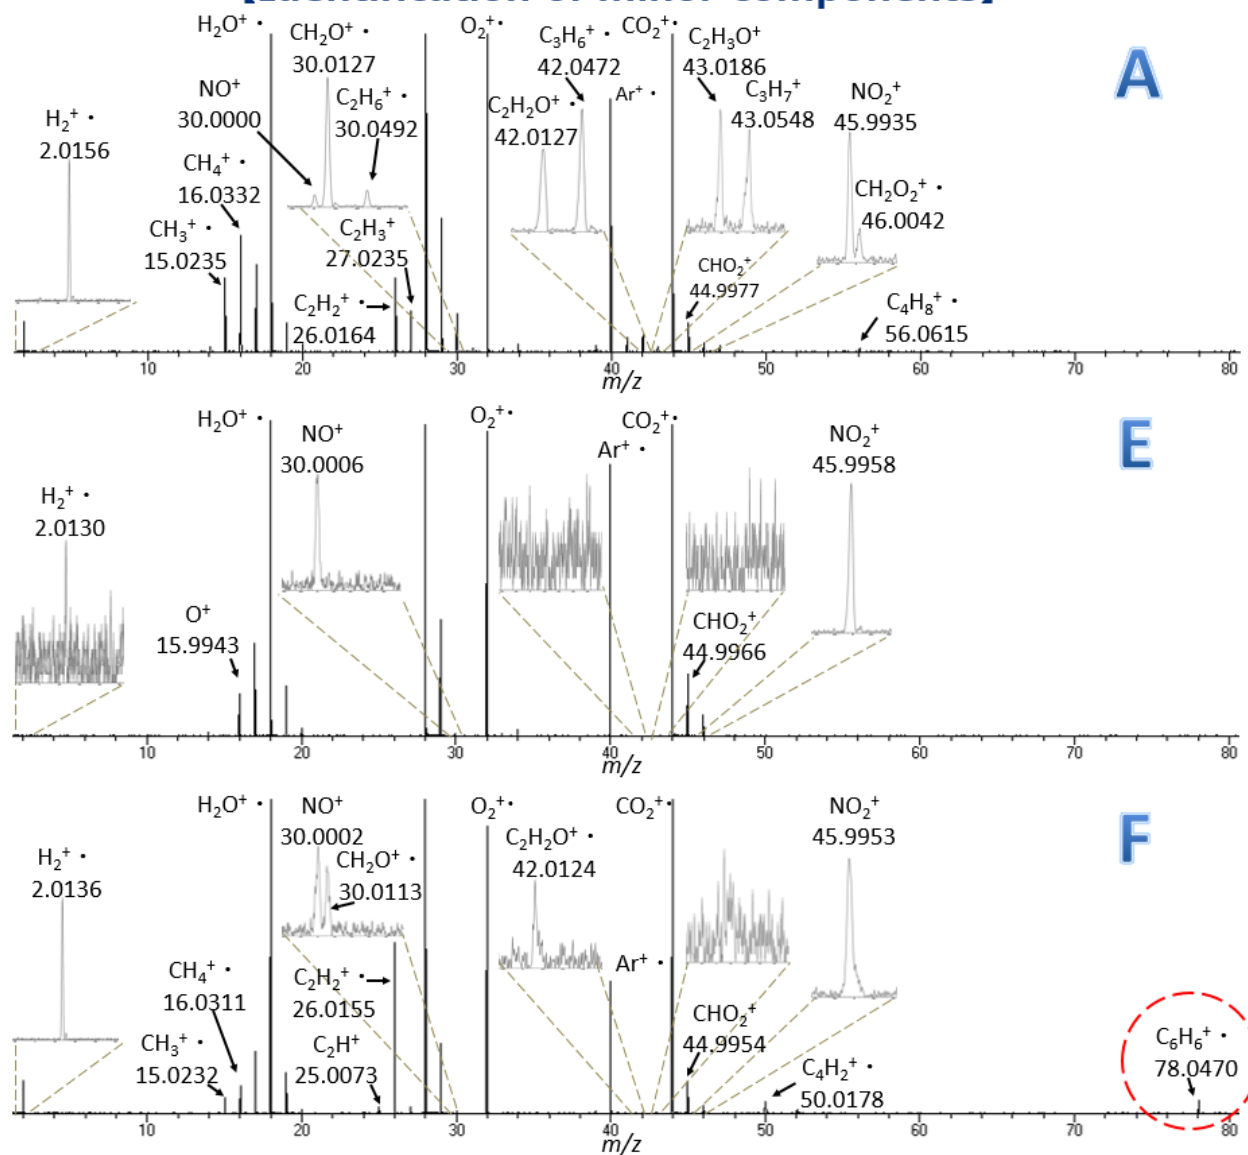 [Identification of minor components]
H₂O⁺•
CH₂O⁺•
30.0127
O₂⁺•
C₃H₆⁺•
42.0472
CO₂⁺•
C₂H₃O⁺
43.0186
A
NO⁺
30.0000
C₂H₆⁺•
30.0492
C₂H₂O⁺•
42.0127
Ar⁺•
C₃H₇⁺
43.0548
NO₂⁺
45.9935
H₂⁺•
2.0156
CH₄⁺•
16.0332
CH₃⁺•
15.0235
C₂H₃⁺
27.0235
C₂H₂⁺•
26.0164
CH₂O₂⁺•
46.0042
CHO₂⁺
44.9977
C₄H₈⁺•
56.0615
10 20 30 40 50 60 70 80
m/z
H₂O⁺•
NO⁺
30.0006
O₂⁺•
CO₂⁺•
Ar⁺•
NO₂⁺
45.9958
E
H₂⁺•
2.0130
O⁺
15.9943
CHO₂⁺
44.9966
10 20 30 40 50 60 70 80
m/z
H₂O⁺•
NO⁺
30.0002
CH₂O⁺•
30.0113
O₂⁺•
C₂H₂O⁺•
42.0124
CO₂⁺•
NO₂⁺
45.9953
F
H₂⁺•
2.0136
CH₄⁺•
16.0311
CH₃⁺•
15.0232
C₂H₂⁺•
26.0155
C₂H⁺
25.0073
Ar⁺•
CHO₂⁺
44.9954
C₄H₂⁺•
50.0178
C₆H₆⁺•
78.0470
10 20 30 40 50 60 70 80
m/z